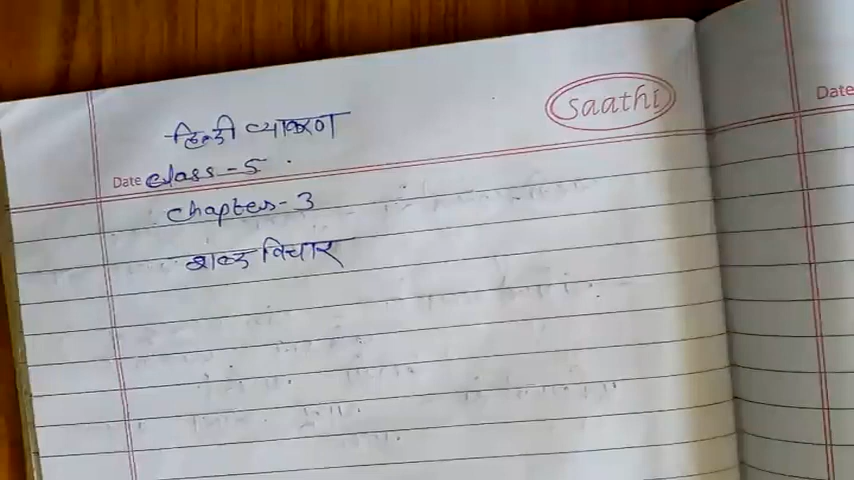 हिन्दी व्याकरण
saathi
Date class - 5
Chapter - 3
शब्द विचार
Date